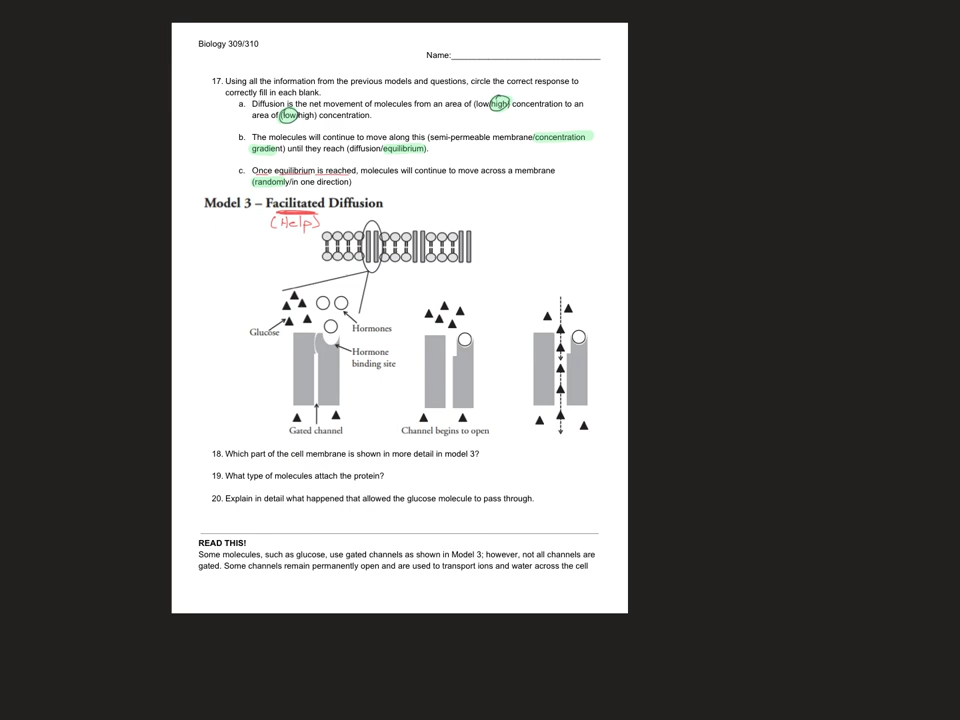 Biology 309/310
Name:
17. Using all the information from the previous models and questions, circle the correct response to
correctly fill in each blank.
a. Diffusion is the net movement of molecules from an area of (low/high) concentration to an
area of (low/high) concentration.
b. The molecules will continue to move along this (semi-permeable membrane/concentration
gradient) until they reach (diffusion/equilibrium).
c. Once equilibrium is reached, molecules will continue to move across a membrane
(randomly/in one direction)
Model 3 – Facilitated Diffusion
(Help)
Glucose
Hormones
Hormone
binding site
Gated channel
Channel begins to open
18. Which part of the cell membrane is shown in more detail in model 3?
19. What type of molecules attach the protein?
20. Explain in detail what happened that allowed the glucose molecule to pass through.
READ THIS!
Some molecules, such as glucose, use gated channels as shown in Model 3; however, not all channels are
gated. Some channels remain permanently open and are used to transport ions and water across the cell